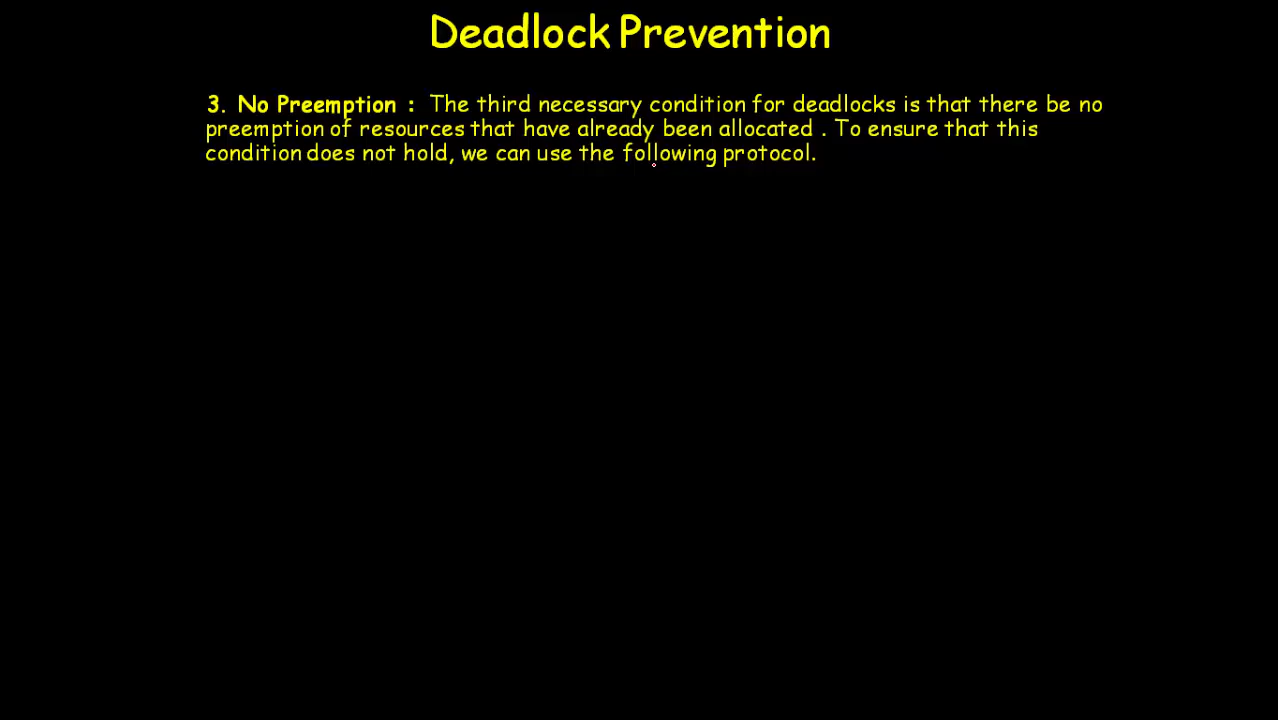 Deadlock Prevention
3. No Preemption : The third necessary condition for deadlocks is that there be no
preemption of resources that have already been allocated . To ensure that this
condition does not hold, we can use the following protocol.